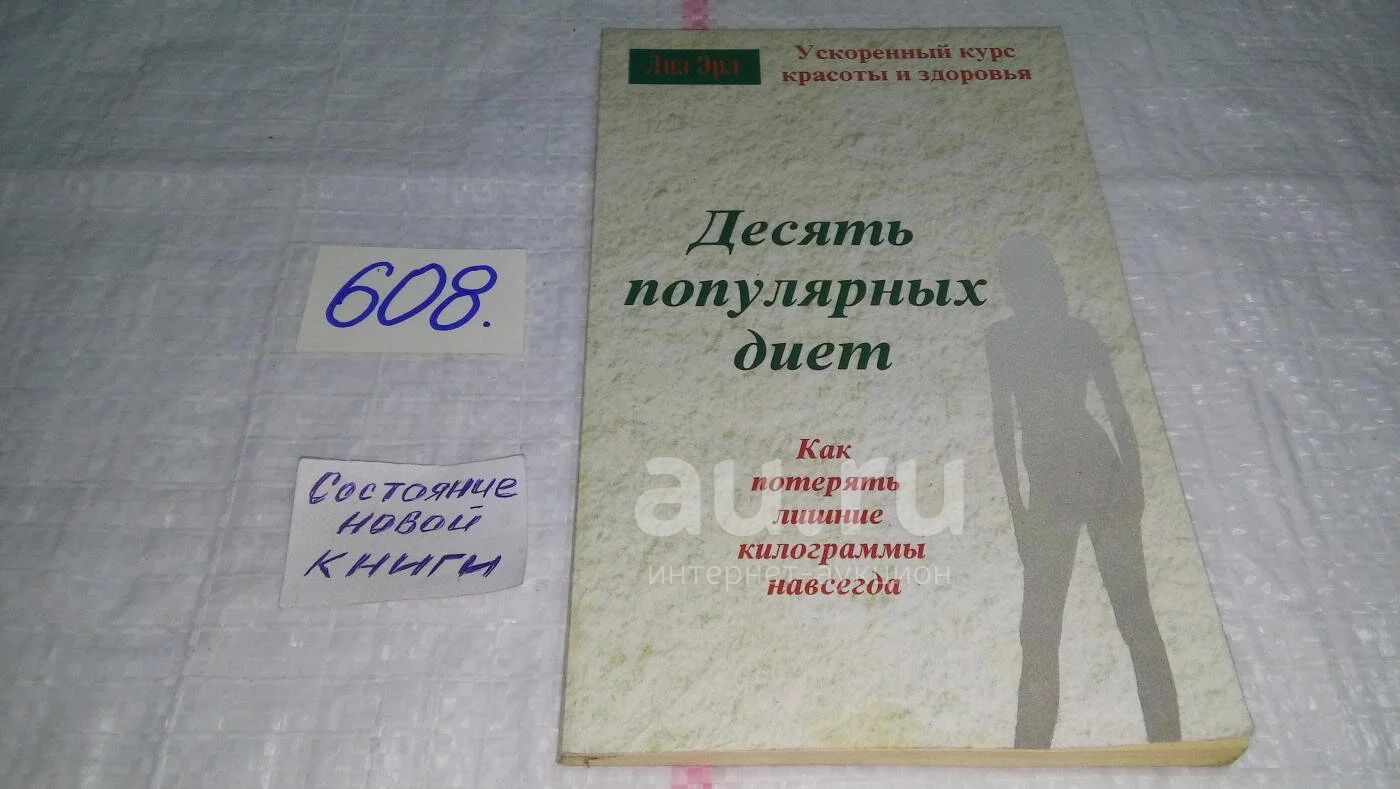 Лиз Эрл
Ускоренный курс
красоты и здоровья
Десять
популярных
диет
Как
потерять
лишние
килограммы
навсегда
608.
Состояние
новой
книги
au.ru
интернет-аукцион